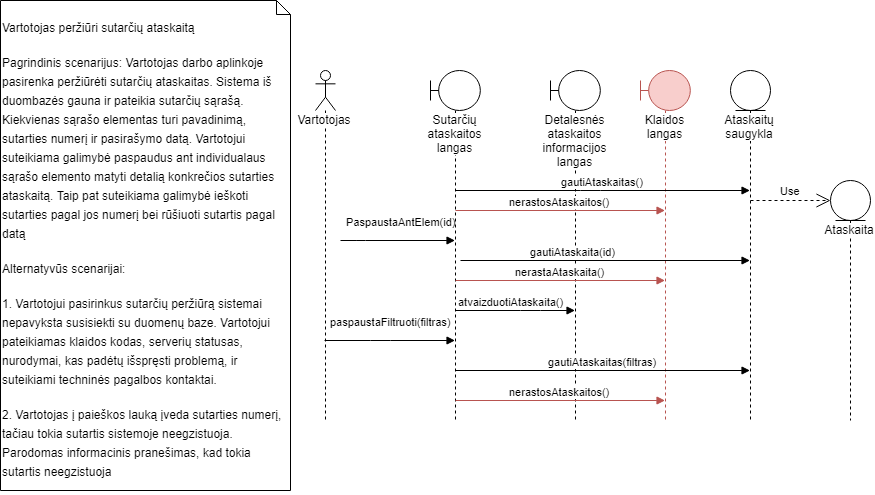 Vartotojas peržiūri sutarčių ataskaitą
Pagrindinis scenarijus: Vartotojas darbo aplinkoje
pasirenka peržiūrėti sutarčių ataskaitas. Sistema iš
duombazės gauna ir pateikia sutarčių sąrašą.
Kiekvienas sąrašo elementas turi pavadinimą,
sutarties numerį ir pasirašymo datą. Vartotojui
suteikiama galimybė paspaudus ant individualaus
sąrašo elemento matyti detalią konkrečios sutarties
ataskaitą. Taip pat suteikiama galimybė ieškoti
sutarties pagal jos numerį bei rūšiuoti sutartis pagal
datą
Alternatyvūs scenarijai:
1. Vartotojui pasirinkus sutarčių peržiūrą sistemai
nepavyksta susisiekti su duomenų baze. Vartotojui
pateikiamas klaidos kodas, serverių statusas,
nurodymai, kas padėtų išspręsti problemą, ir
suteikiami techninės pagalbos kontaktai.
2. Vartotojas į paieškos lauką įveda sutarties numerį,
tačiau tokia sutartis sistemoje neegzistuoja.
Parodomas informacinis pranešimas, kad tokia
sutartis neegzistuoja
Vartotojas
Sutarčių
ataskaitos
langas
Detalesnės
ataskaitos
informacijos
langas
Klaidos
langas
Ataskaitų
saugykla
Ataskaita
gautiAtaskaitas()
Use
nerastosAtaskaitos()
PaspaustaAntElem(id)
gautiAtaskaita(id)
nerastaAtaskaita()
atvaizduotiAtaskaita()
paspaustaFiltruoti(filtras)
gautiAtaskaitas(filtras)
nerastosAtaskaitos()